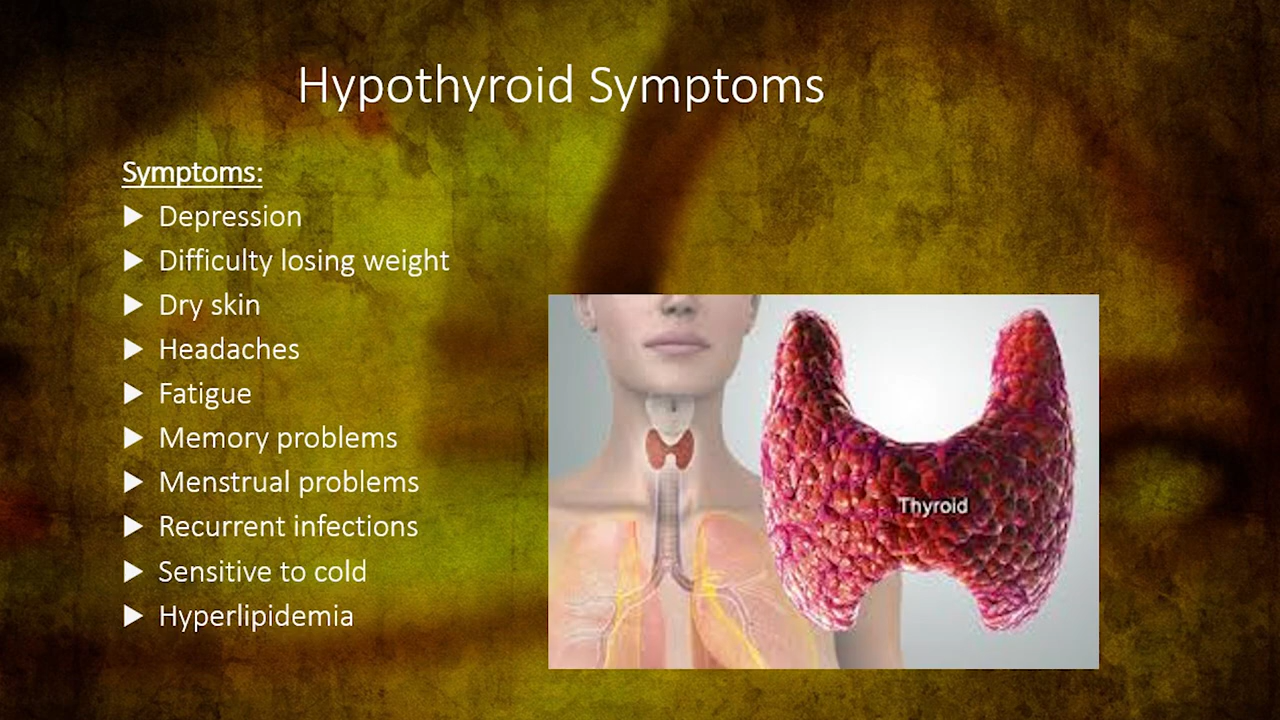 Hypothyroid Symptoms
Symptoms:
Depression
Difficulty losing weight
Dry skin
Headaches
Fatigue
Memory problems
Menstrual problems
Recurrent infections
Sensitive to cold
Hyperlipidemia
Thyroid